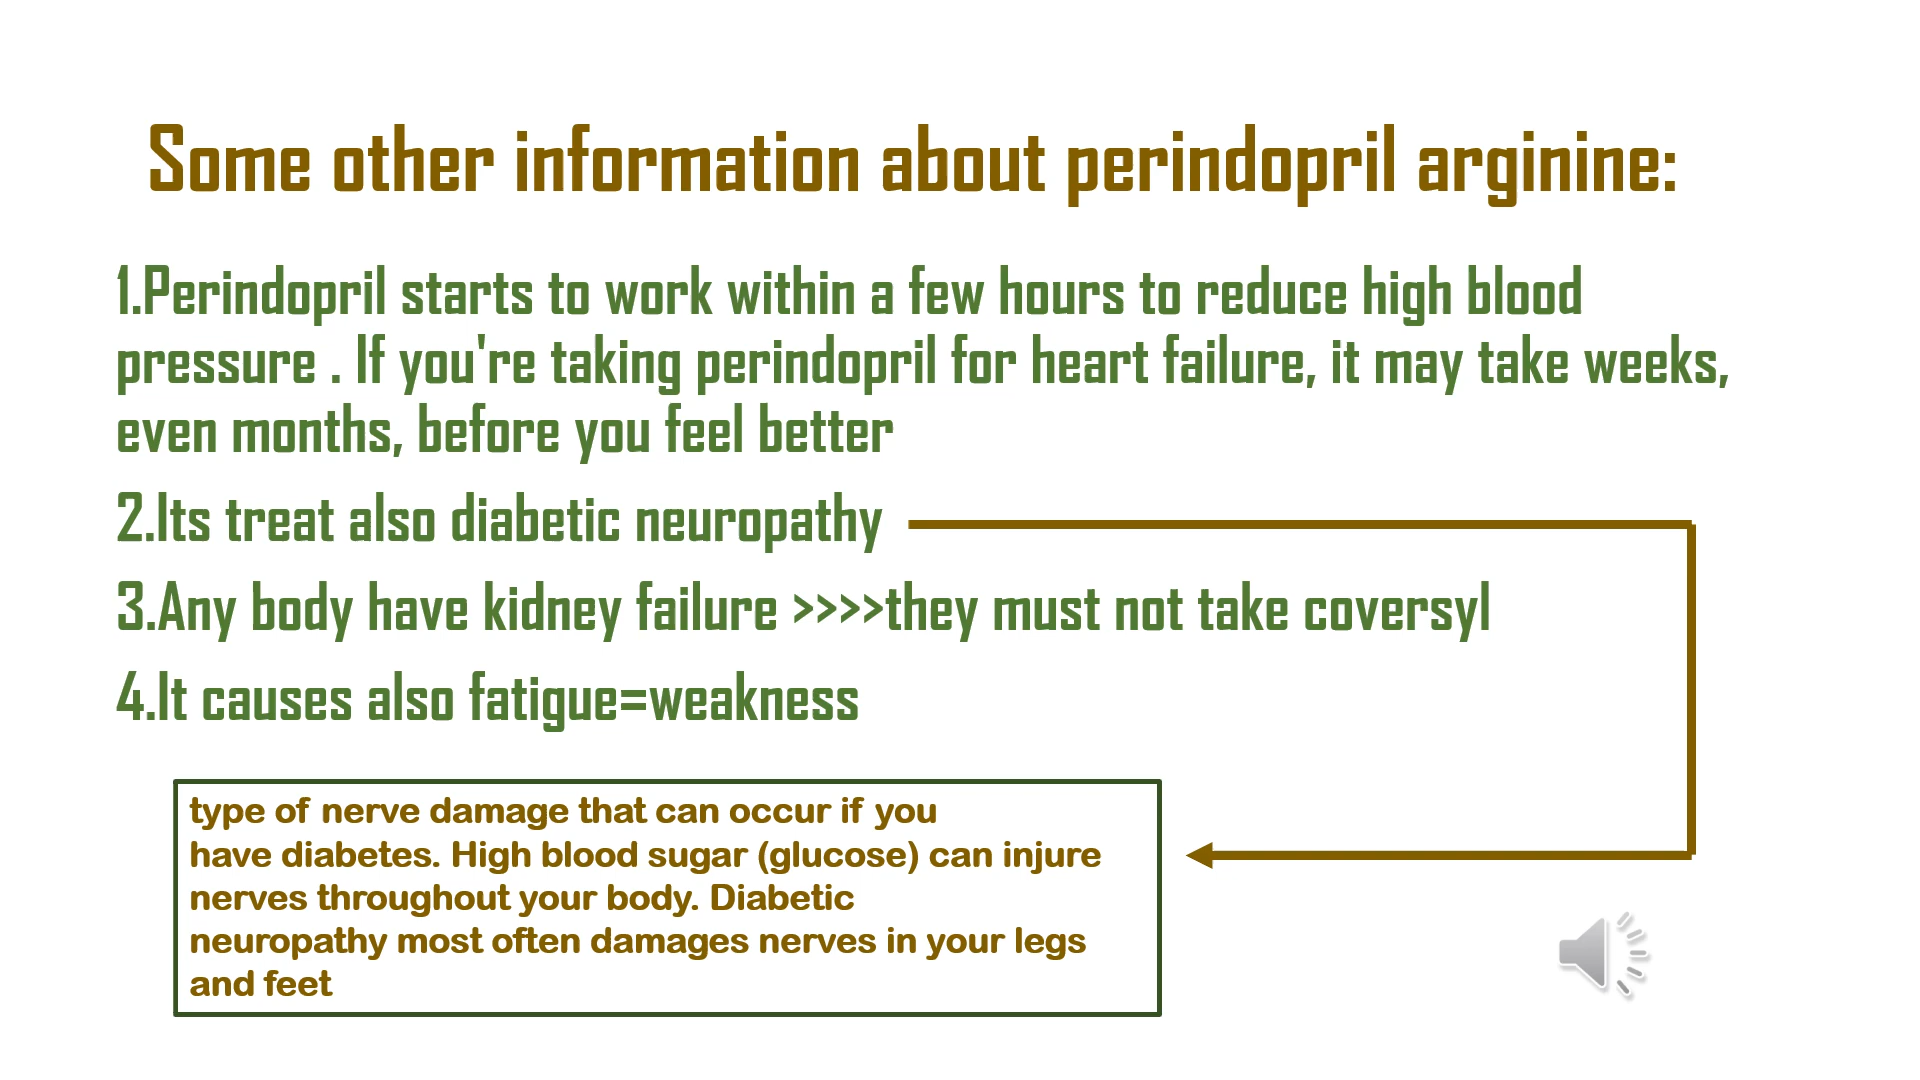 Some other information about perindopril arginine:
1.Perindopril starts to work within a few hours to reduce high blood
pressure . If you're taking perindopril for heart failure, it may take weeks,
even months, before you feel better
2.Its treat also diabetic neuropathy
3.Any body have kidney failure >>>>they must not take coversyl
4.It causes also fatigue=weakness
type of nerve damage that can occur if you
have diabetes. High blood sugar (glucose) can injure
nerves throughout your body. Diabetic
neuropathy most often damages nerves in your legs
and feet